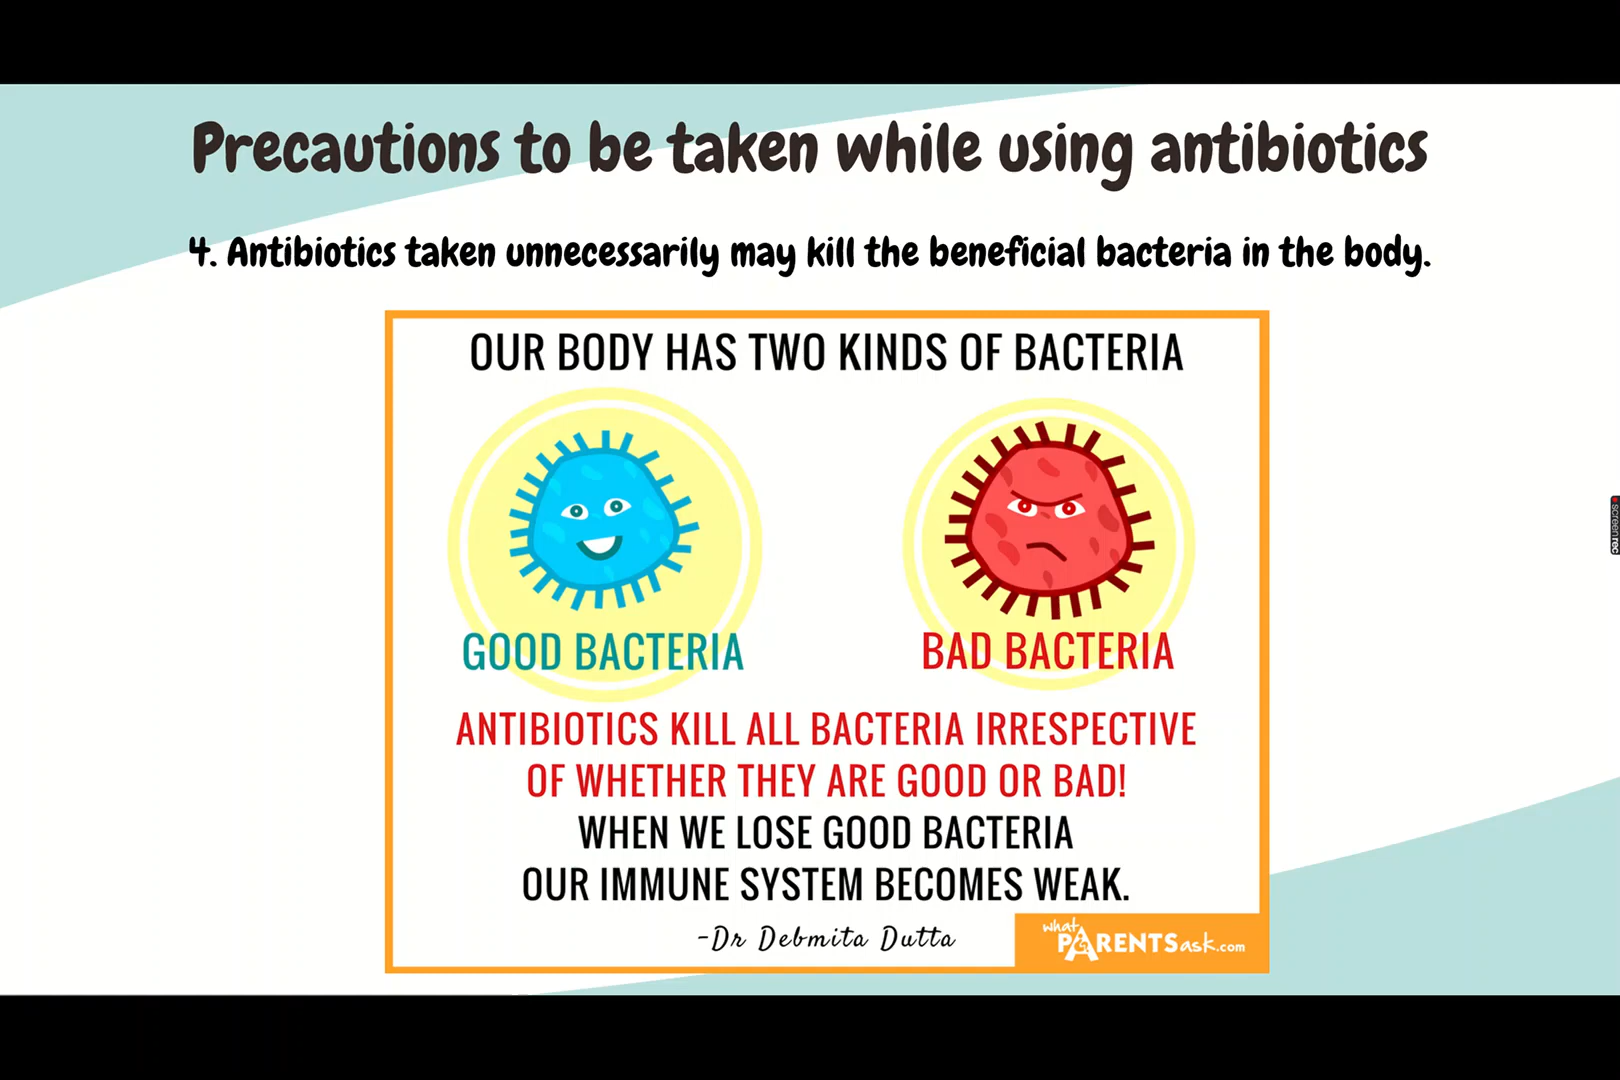 Precautions to be taken while using antibiotics
4. Antibiotics taken unnecessarily may kill the beneficial bacteria in the body.
OUR BODY HAS TWO KINDS OF BACTERIA
GOOD BACTERIA
BAD BACTERIA
ANTIBIOTICS KILL ALL BACTERIA IRRESPECTIVE
OF WHETHER THEY ARE GOOD OR BAD!
WHEN WE LOSE GOOD BACTERIA
OUR IMMUNE SYSTEM BECOMES WEAK.
-Dr Debmita Dutta
what
PARENTSask.com
screenrec